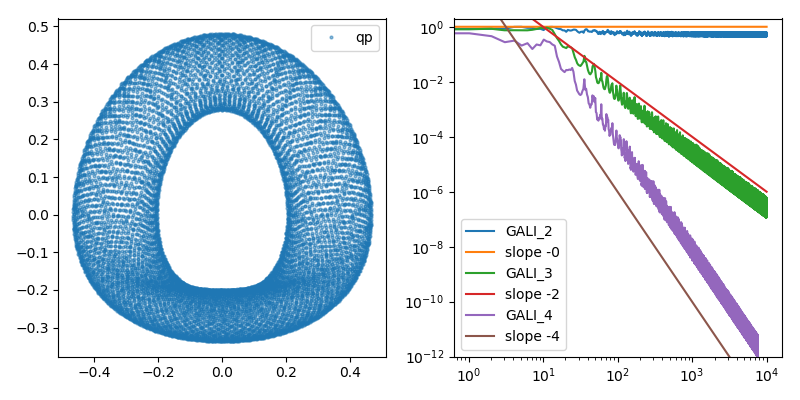 0.5
0.4
0.3
0.2
0.1
0.0
−0.1
−0.2
−0.3
−0.4 −0.2 0.0 0.2 0.4
qp
10^0
10^−2
10^−4
10^−6
10^−8
10^−10
10^−12
10^0 10^1 10^2 10^3 10^4
GALI_2
slope -0
GALI_3
slope -2
GALI_4
slope -4